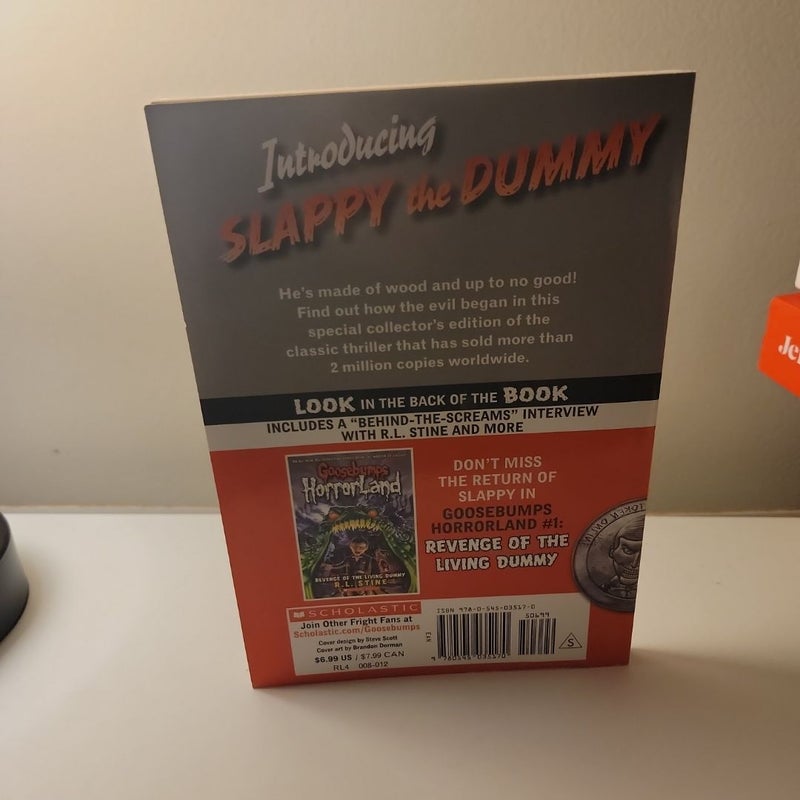 Introducing
SLAPPY the DUMMY
He's made of wood and up to no good!
Find out how the evil began in this
special collector's edition of the
classic thriller that has sold more than
2 million copies worldwide.
LOOK IN THE BACK OF THE BOOK
INCLUDES A "BEHIND-THE-SCREAMS" INTERVIEW
WITH R.L. STINE AND MORE
Goosebumps
HorrorLand
REVENGE OF THE LIVING DUMMY
R.L. STINE
DON'T MISS
THE RETURN OF
SLAPPY IN
GOOSEBUMPS
HORRORLAND #1:
REVENGE OF THE
LIVING DUMMY
SCHOLASTIC
Join Other Fright Fans at
Scholastic.com/Goosebumps
Cover design by Steve Scott
Cover art by Brandon Dorman
$6.99 US / $7.99 CAN
RL4 008-012
ISBN 978-0-545-03517-0
50699
EAN
9 780545 035170
S